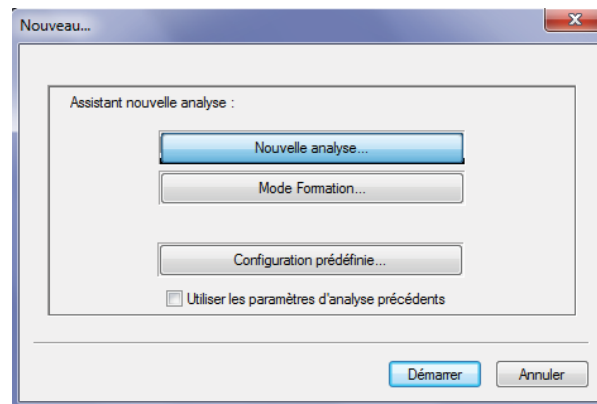 Nouveau...
Assistant nouvelle analyse :
Nouvelle analyse...
Mode Formation...
Configuration prédéfinie...
Utiliser les paramètres d'analyse précédents
Démarrer
Annuler